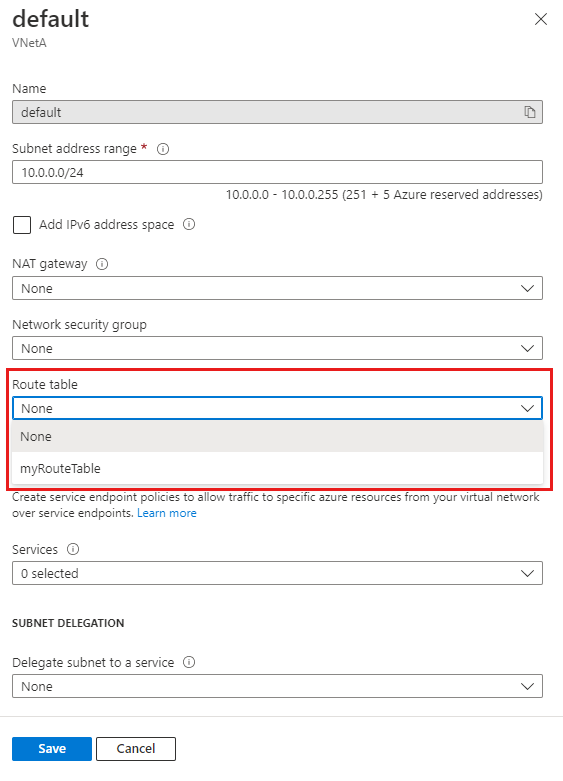 default
VNetA
Name
default
Subnet address range *
10.0.0.0/24
10.0.0.0 - 10.0.0.255 (251 + 5 Azure reserved addresses)
Add IPv6 address space
NAT gateway
None
Network security group
None
Route table
None
None
myRouteTable
Create service endpoint policies to allow traffic to specific azure resources from your virtual network
over service endpoints. Learn more
Services
0 selected
SUBNET DELEGATION
Delegate subnet to a service
None
Save
Cancel